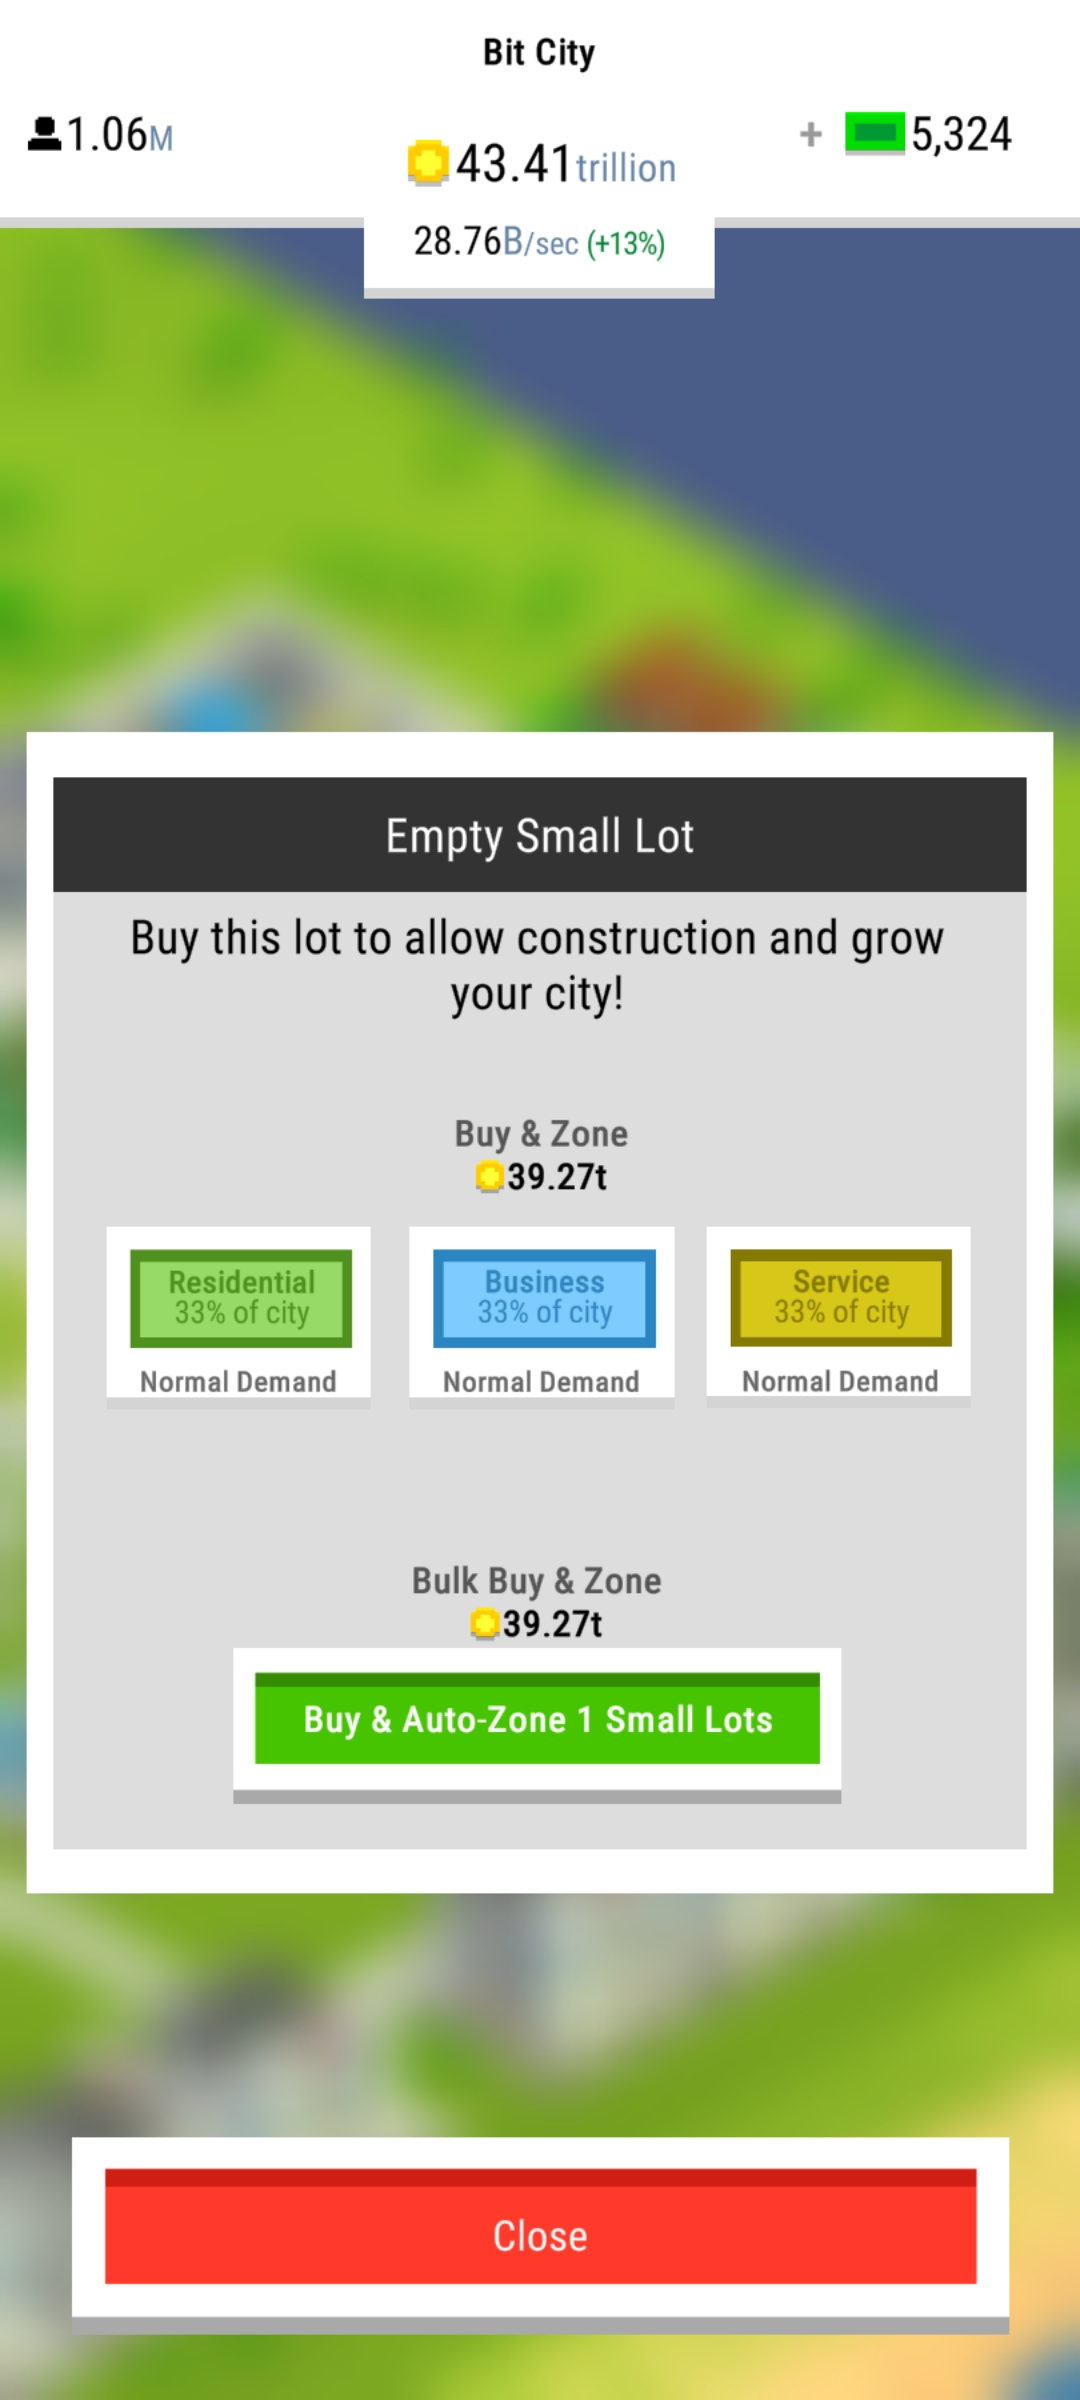 Bit City
1.06M
43.41trillion
+ 5,324
28.76B/sec (+13%)
Empty Small Lot
Buy this lot to allow construction and grow
your city!
Buy & Zone
39.27t
Residential
33% of city
Normal Demand
Business
33% of city
Normal Demand
Service
33% of city
Normal Demand
Bulk Buy & Zone
39.27t
Buy & Auto-Zone 1 Small Lots
Close